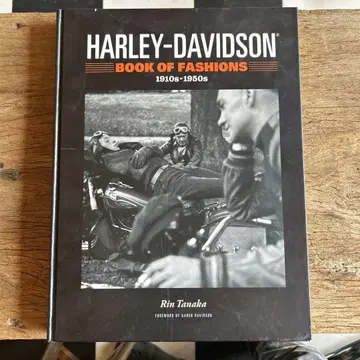 HARLEY-DAVIDSON®
BOOK OF FASHIONS
1910s-1950s
Rin Tanaka
FOREWORD BY KAREN DAVIDSON